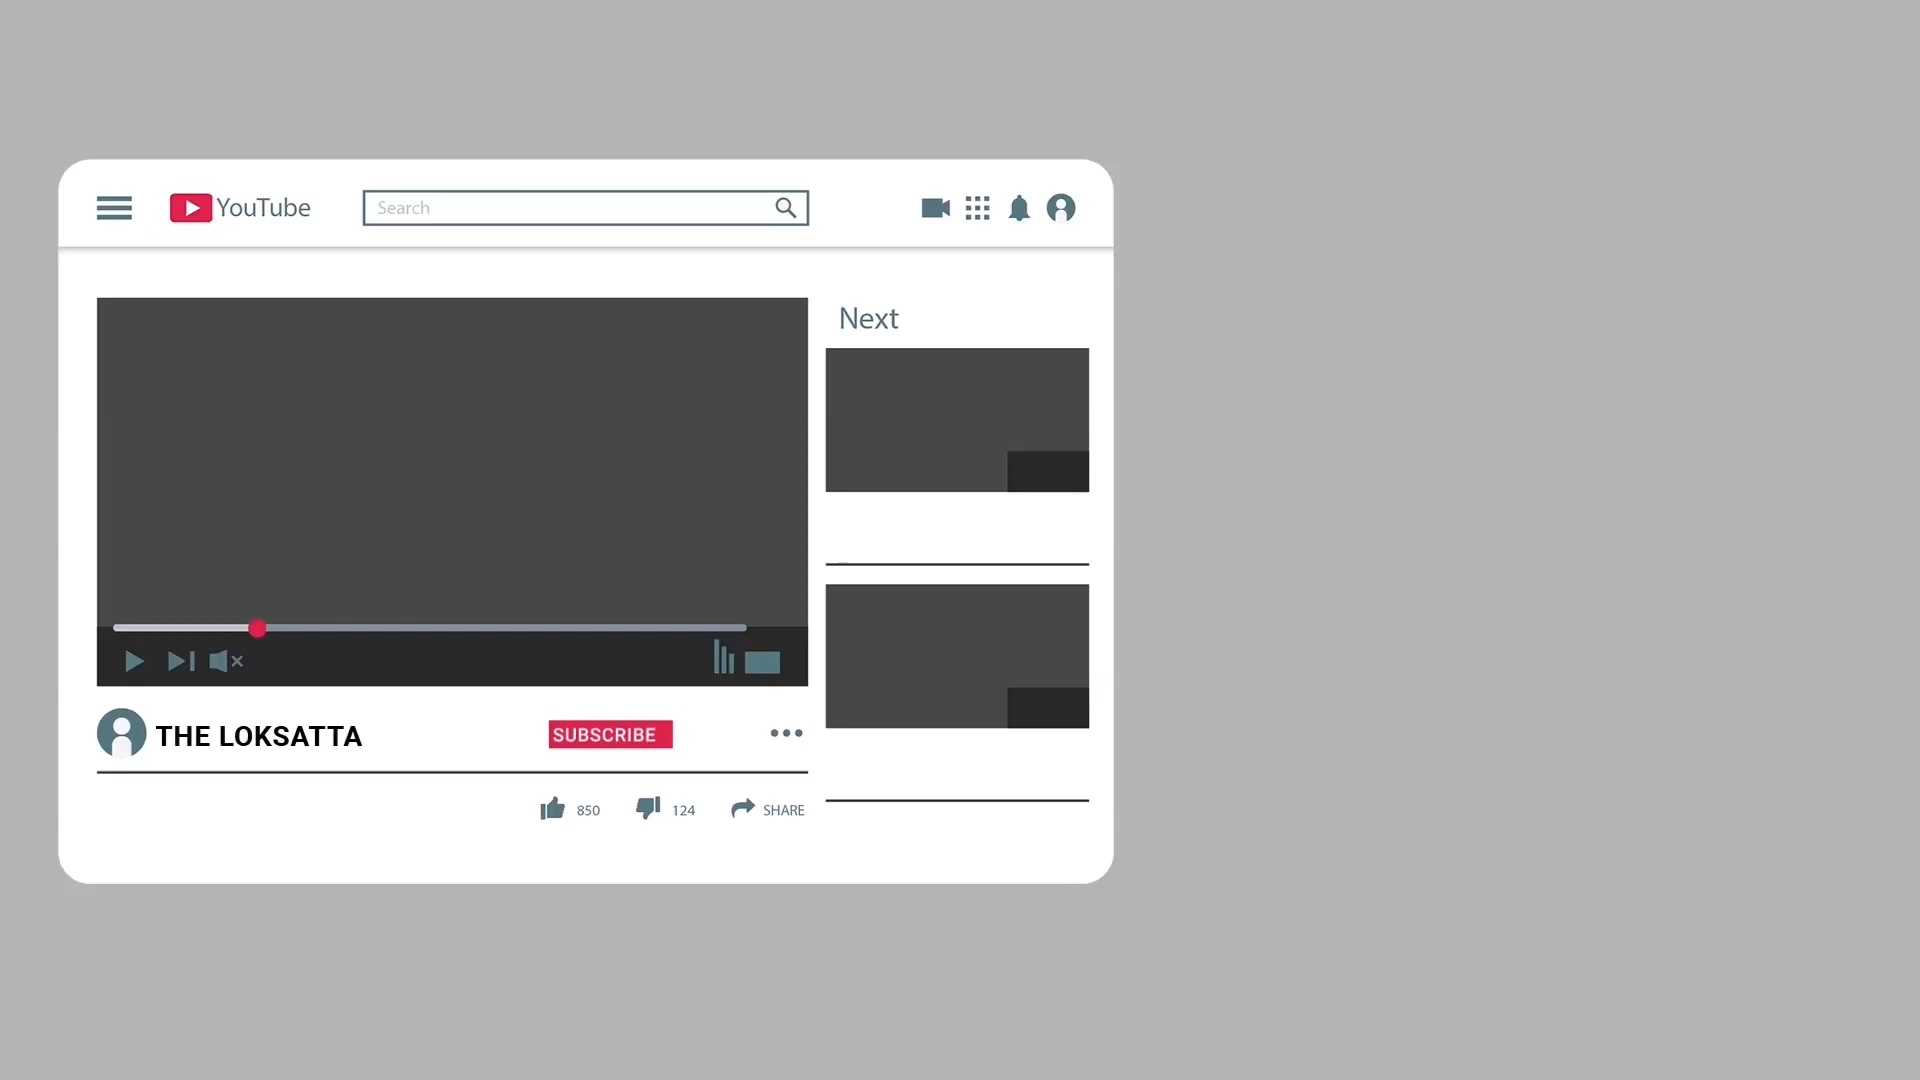 YouTube
Search
Next
THE LOKSATTA
SUBSCRIBE
850
124
SHARE